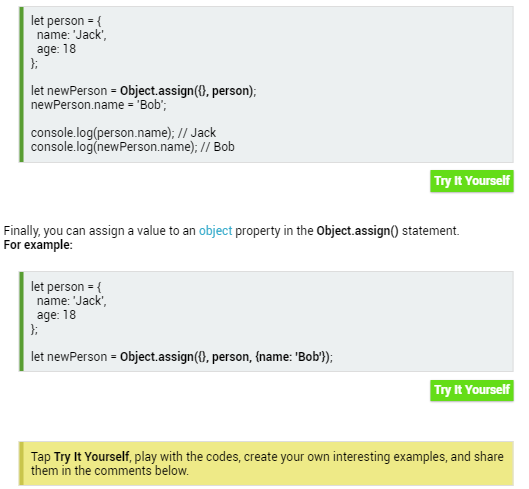 let person = {
name: 'Jack',
age: 18
};
let newPerson = Object.assign({}, person);
newPerson.name = 'Bob';
console.log(person.name); // Jack
console.log(newPerson.name); // Bob
Try It Yourself
Finally, you can assign a value to an object property in the Object.assign() statement.
For example:
let person = {
name: 'Jack',
age: 18
};
let newPerson = Object.assign({}, person, {name: 'Bob'});
Try It Yourself
Tap Try It Yourself, play with the codes, create your own interesting examples, and share
them in the comments below.